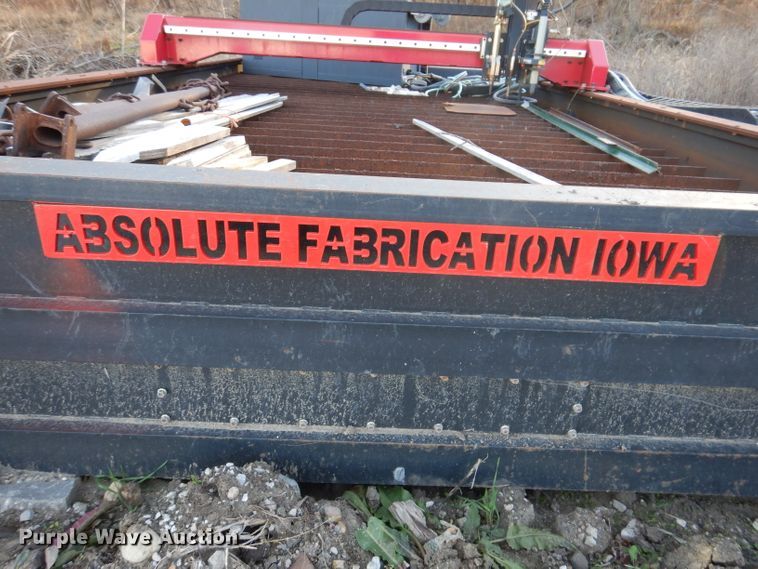 ABSOLUTE FABRICATION IOWA
Purple Wave Auction